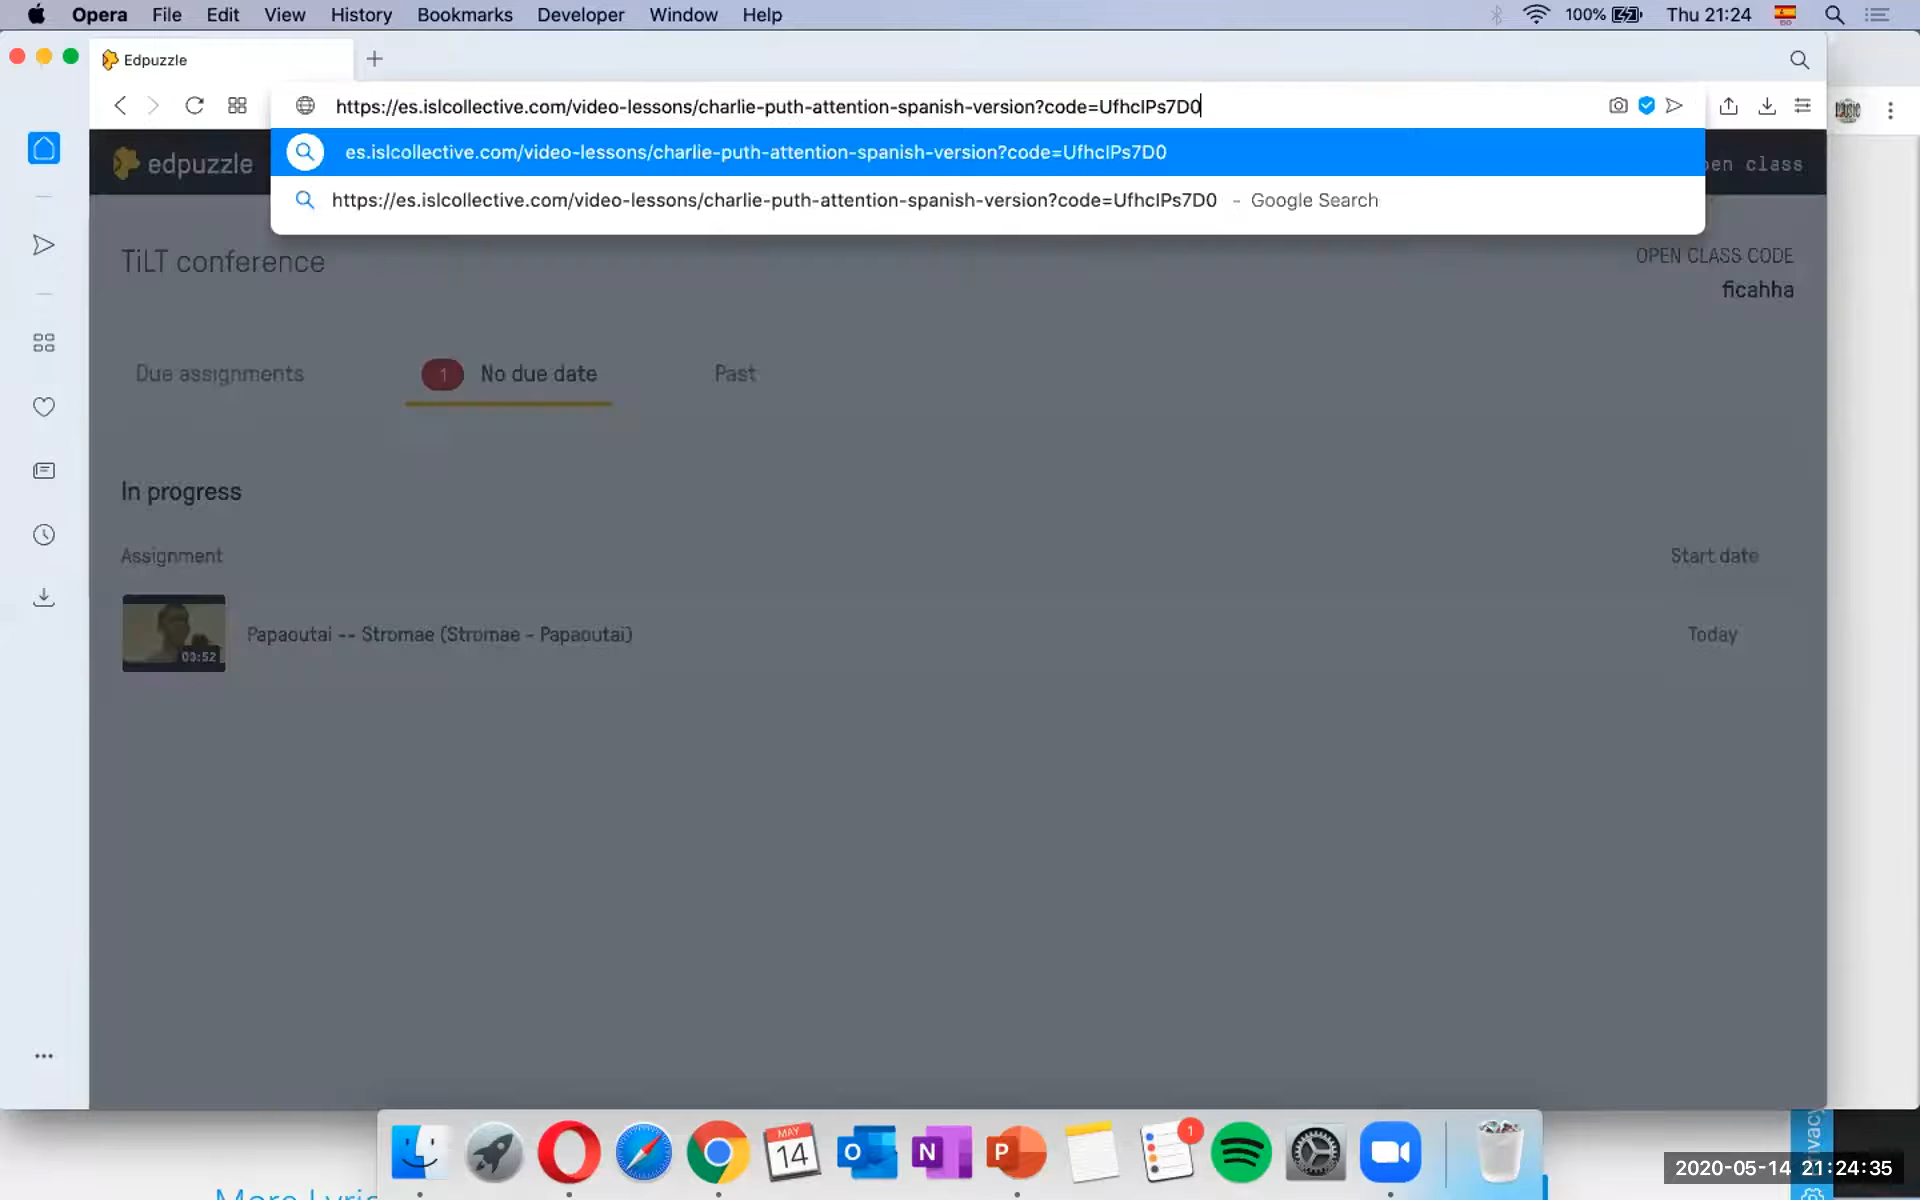 Opera File Edit View History Bookmarks Developer Window Help 100% Thu 21:24
Edpuzzle
https://es.islcollective.com/video-lessons/charlie-puth-attention-spanish-version?code=UfhclPs7D0
es.islcollective.com/video-lessons/charlie-puth-attention-spanish-version?code=UfhclPs7D0
edpuzzle
pen class
https://es.islcollective.com/video-lessons/charlie-puth-attention-spanish-version?code=UfhclPs7D0 - Google Search
TiLT conference
OPEN CLASS CODE
ficahha
Due assignments 1 No due date Past
In progress
Assignment Start date
Papaoutai -- Stromae (Stromae - Papaoutai) Today
03:52
MAY
14
O
N
P
1
2020-05-14 21:24:35